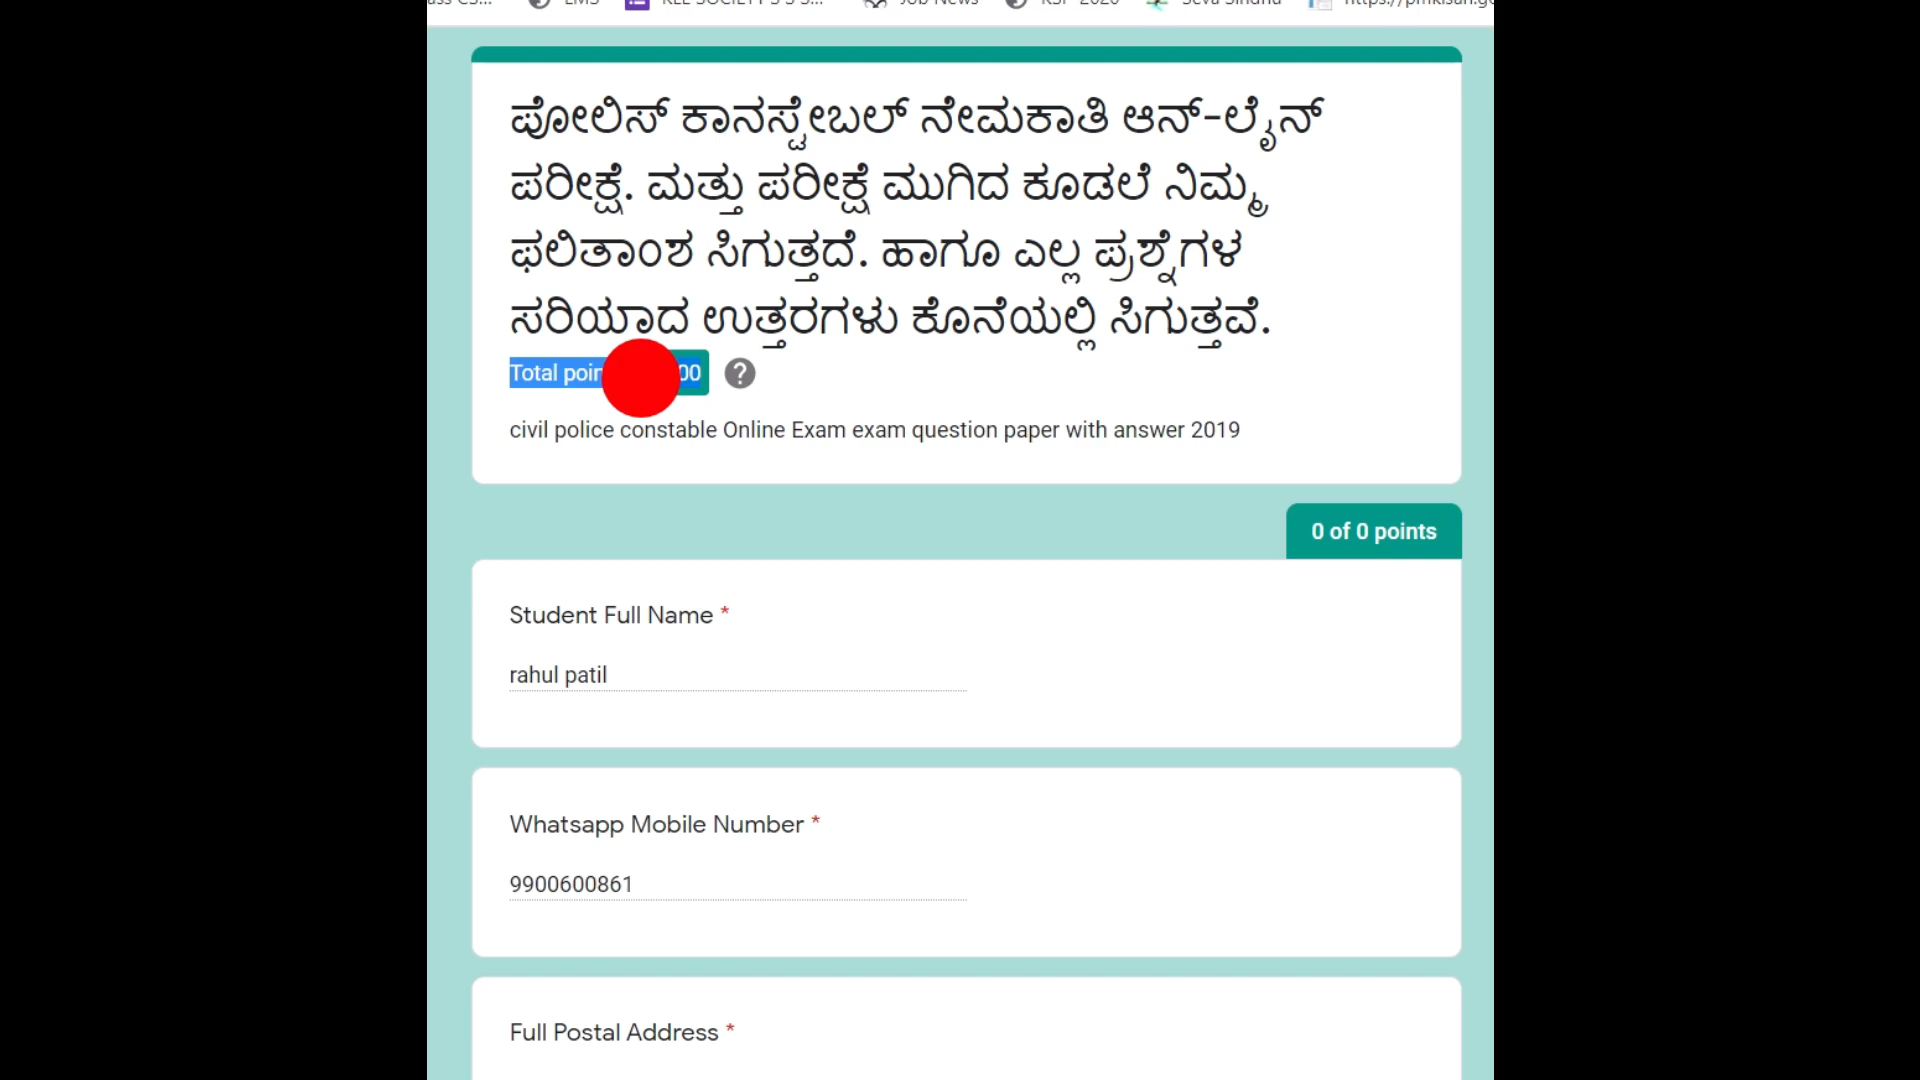 ಪೋಲಿಸ್ ಕಾನಸ್ಟೇಬಲ್ ನೇಮಕಾತಿ ಆನ್-ಲೈನ್
ಪರೀಕ್ಷೆ. ಮತ್ತು ಪರೀಕ್ಷೆ ಮುಗಿದ ಕೂಡಲೆ ನಿಮ್ಮ
ಫಲಿತಾಂಶ ಸಿಗುತ್ತದೆ. ಹಾಗೂ ಎಲ್ಲ ಪ್ರಶ್ನೆಗಳ
ಸರಿಯಾದ ಉತ್ತರಗಳು ಕೊನೆಯಲ್ಲಿ ಸಿಗುತ್ತವೆ.
Total
civil police constable Online Exam exam question paper with answer 2019
0 of 0 points
Student Full Name *
rahul patil
Whatsapp Mobile Number *
9900600861
Full Postal Address *